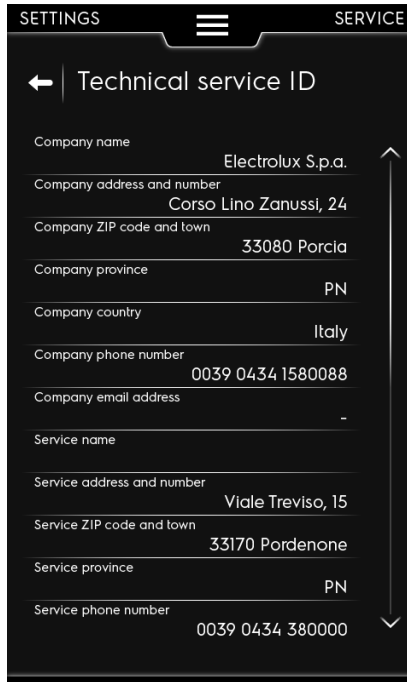 SETTINGS
SERVICE
Technical service ID
Company name
Electrolux S.p.a.
Company address and number
Corso Lino Zanussi, 24
Company ZIP code and town
33080 Porcia
Company province
PN
Company country
Italy
Company phone number
0039 0434 1580088
Company email address
-
Service name
Service address and number
Viale Treviso, 15
Service ZIP code and town
33170 Pordenone
Service province
PN
Service phone number
0039 0434 380000